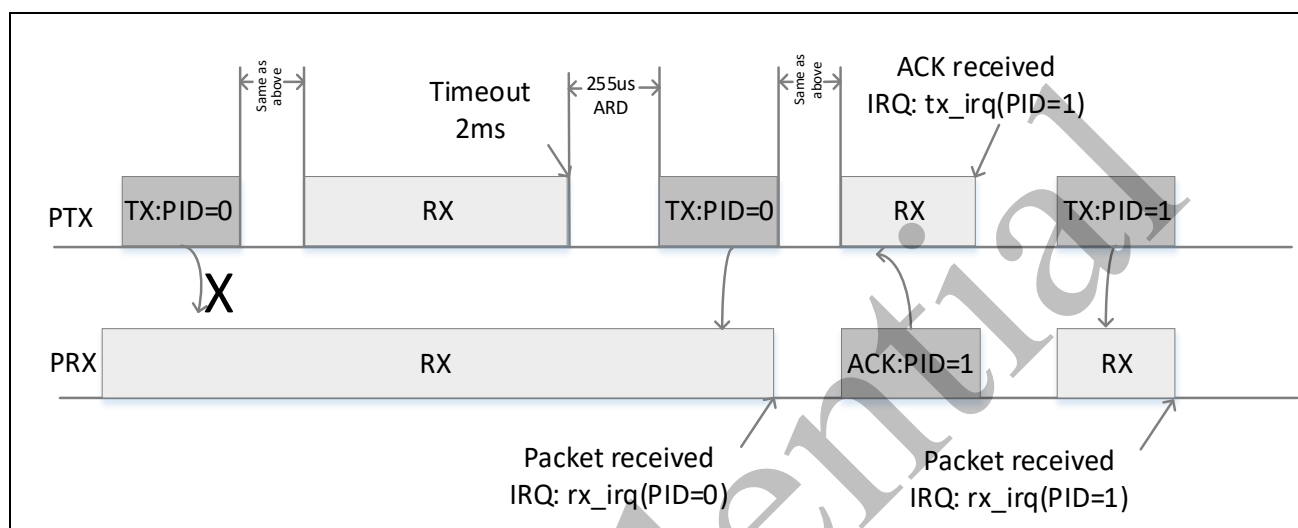 Same as
above
Timeout
2ms
255us
ARD
Same as
above
ACK received
IRQ: tx_irq(PID=1)
PTX
TX:PID=0
RX
TX:PID=0
RX
TX:PID=1
X
PRX
RX
ACK:PID=1
RX
Packet received
IRQ: rx_irq(PID=0)
Packet received
IRQ: rx_irq(PID=1)
ential